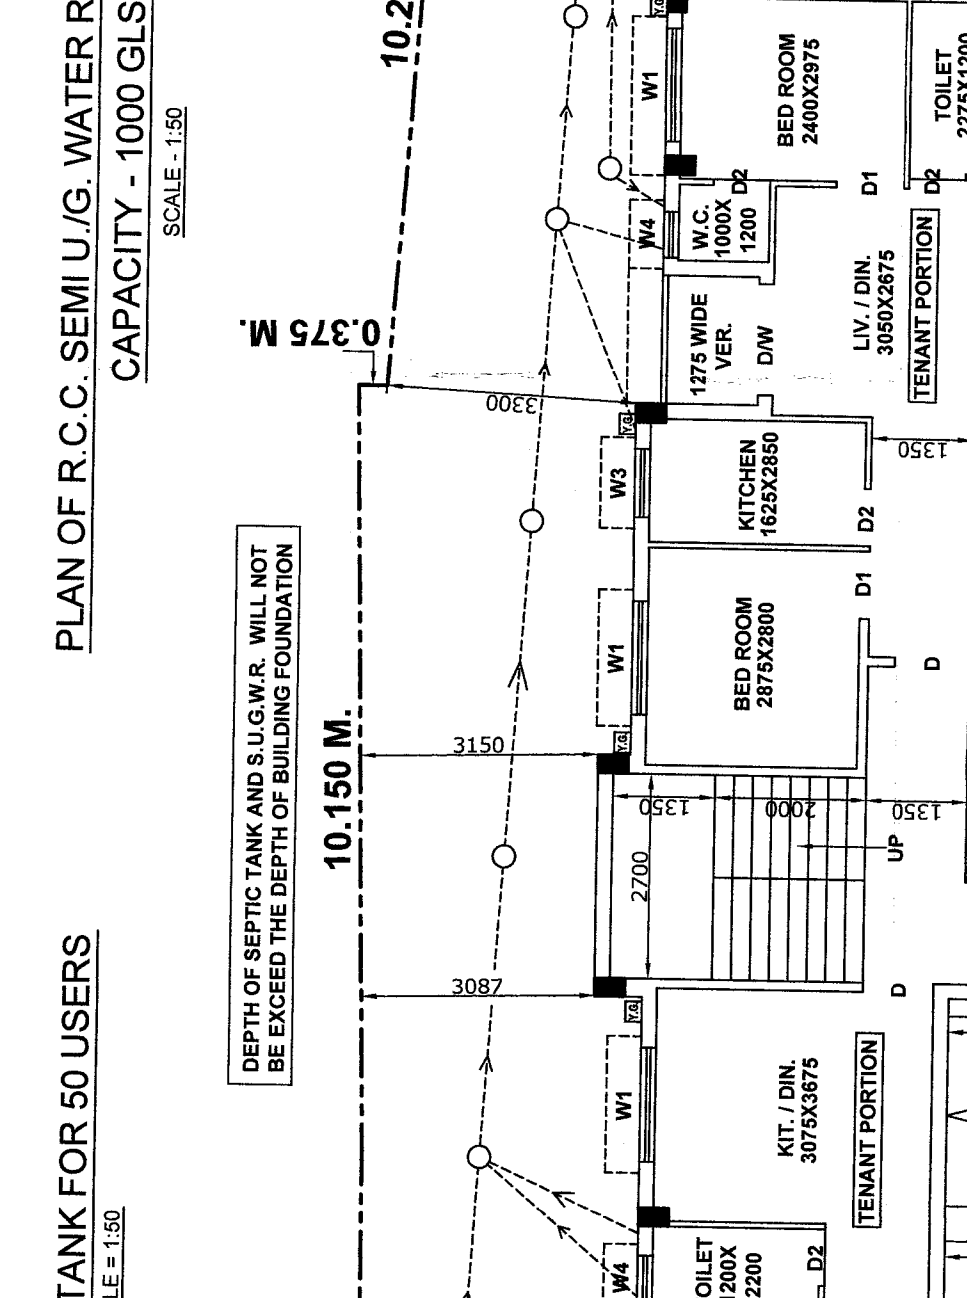 PLAN OF R.C.C. SEMI U./G. WATER R
CAPACITY - 1000 GLS
SCALE - 1:50
TANK FOR 50 USERS
LE = 1:50
DEPTH OF SEPTIC TANK AND S.U.G.W.R. WILL NOT
BE EXCEED THE DEPTH OF BUILDING FOUNDATION
10.150 M.
0.375 M.
10.2
3300
3150
3087
Y.G
W1
W4
Y.G
W3
W1
Y.G
Y.G
W1
W4
BED ROOM
2400X2975
TOILET
2275X1200
D2
D1
D2
W.C.
1000X
1200
1275 WIDE
VER.
D/W
LIV. / DIN.
3050X2675
TENANT PORTION
KITCHEN
1625X2850
1350
D2
D1
BED ROOM
2875X2800
D
1350
2000
1350
2700
UP
D
KIT. / DIN.
3075X3675
TENANT PORTION
OILET
1200X
2200
D2